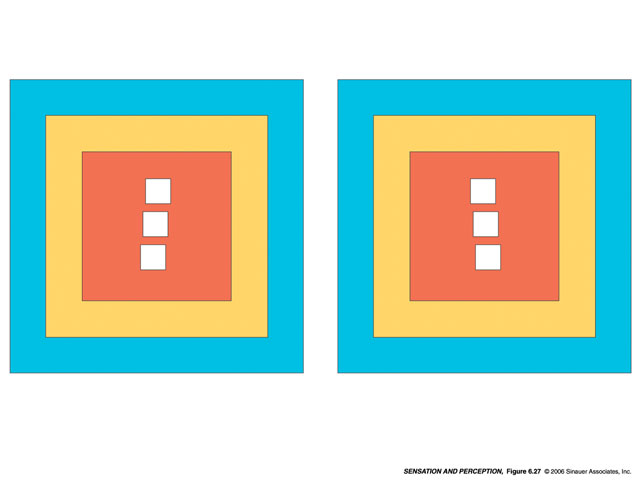 SENSATION AND PERCEPTION, Figure 6.27 © 2006 Sinauer Associates, Inc.